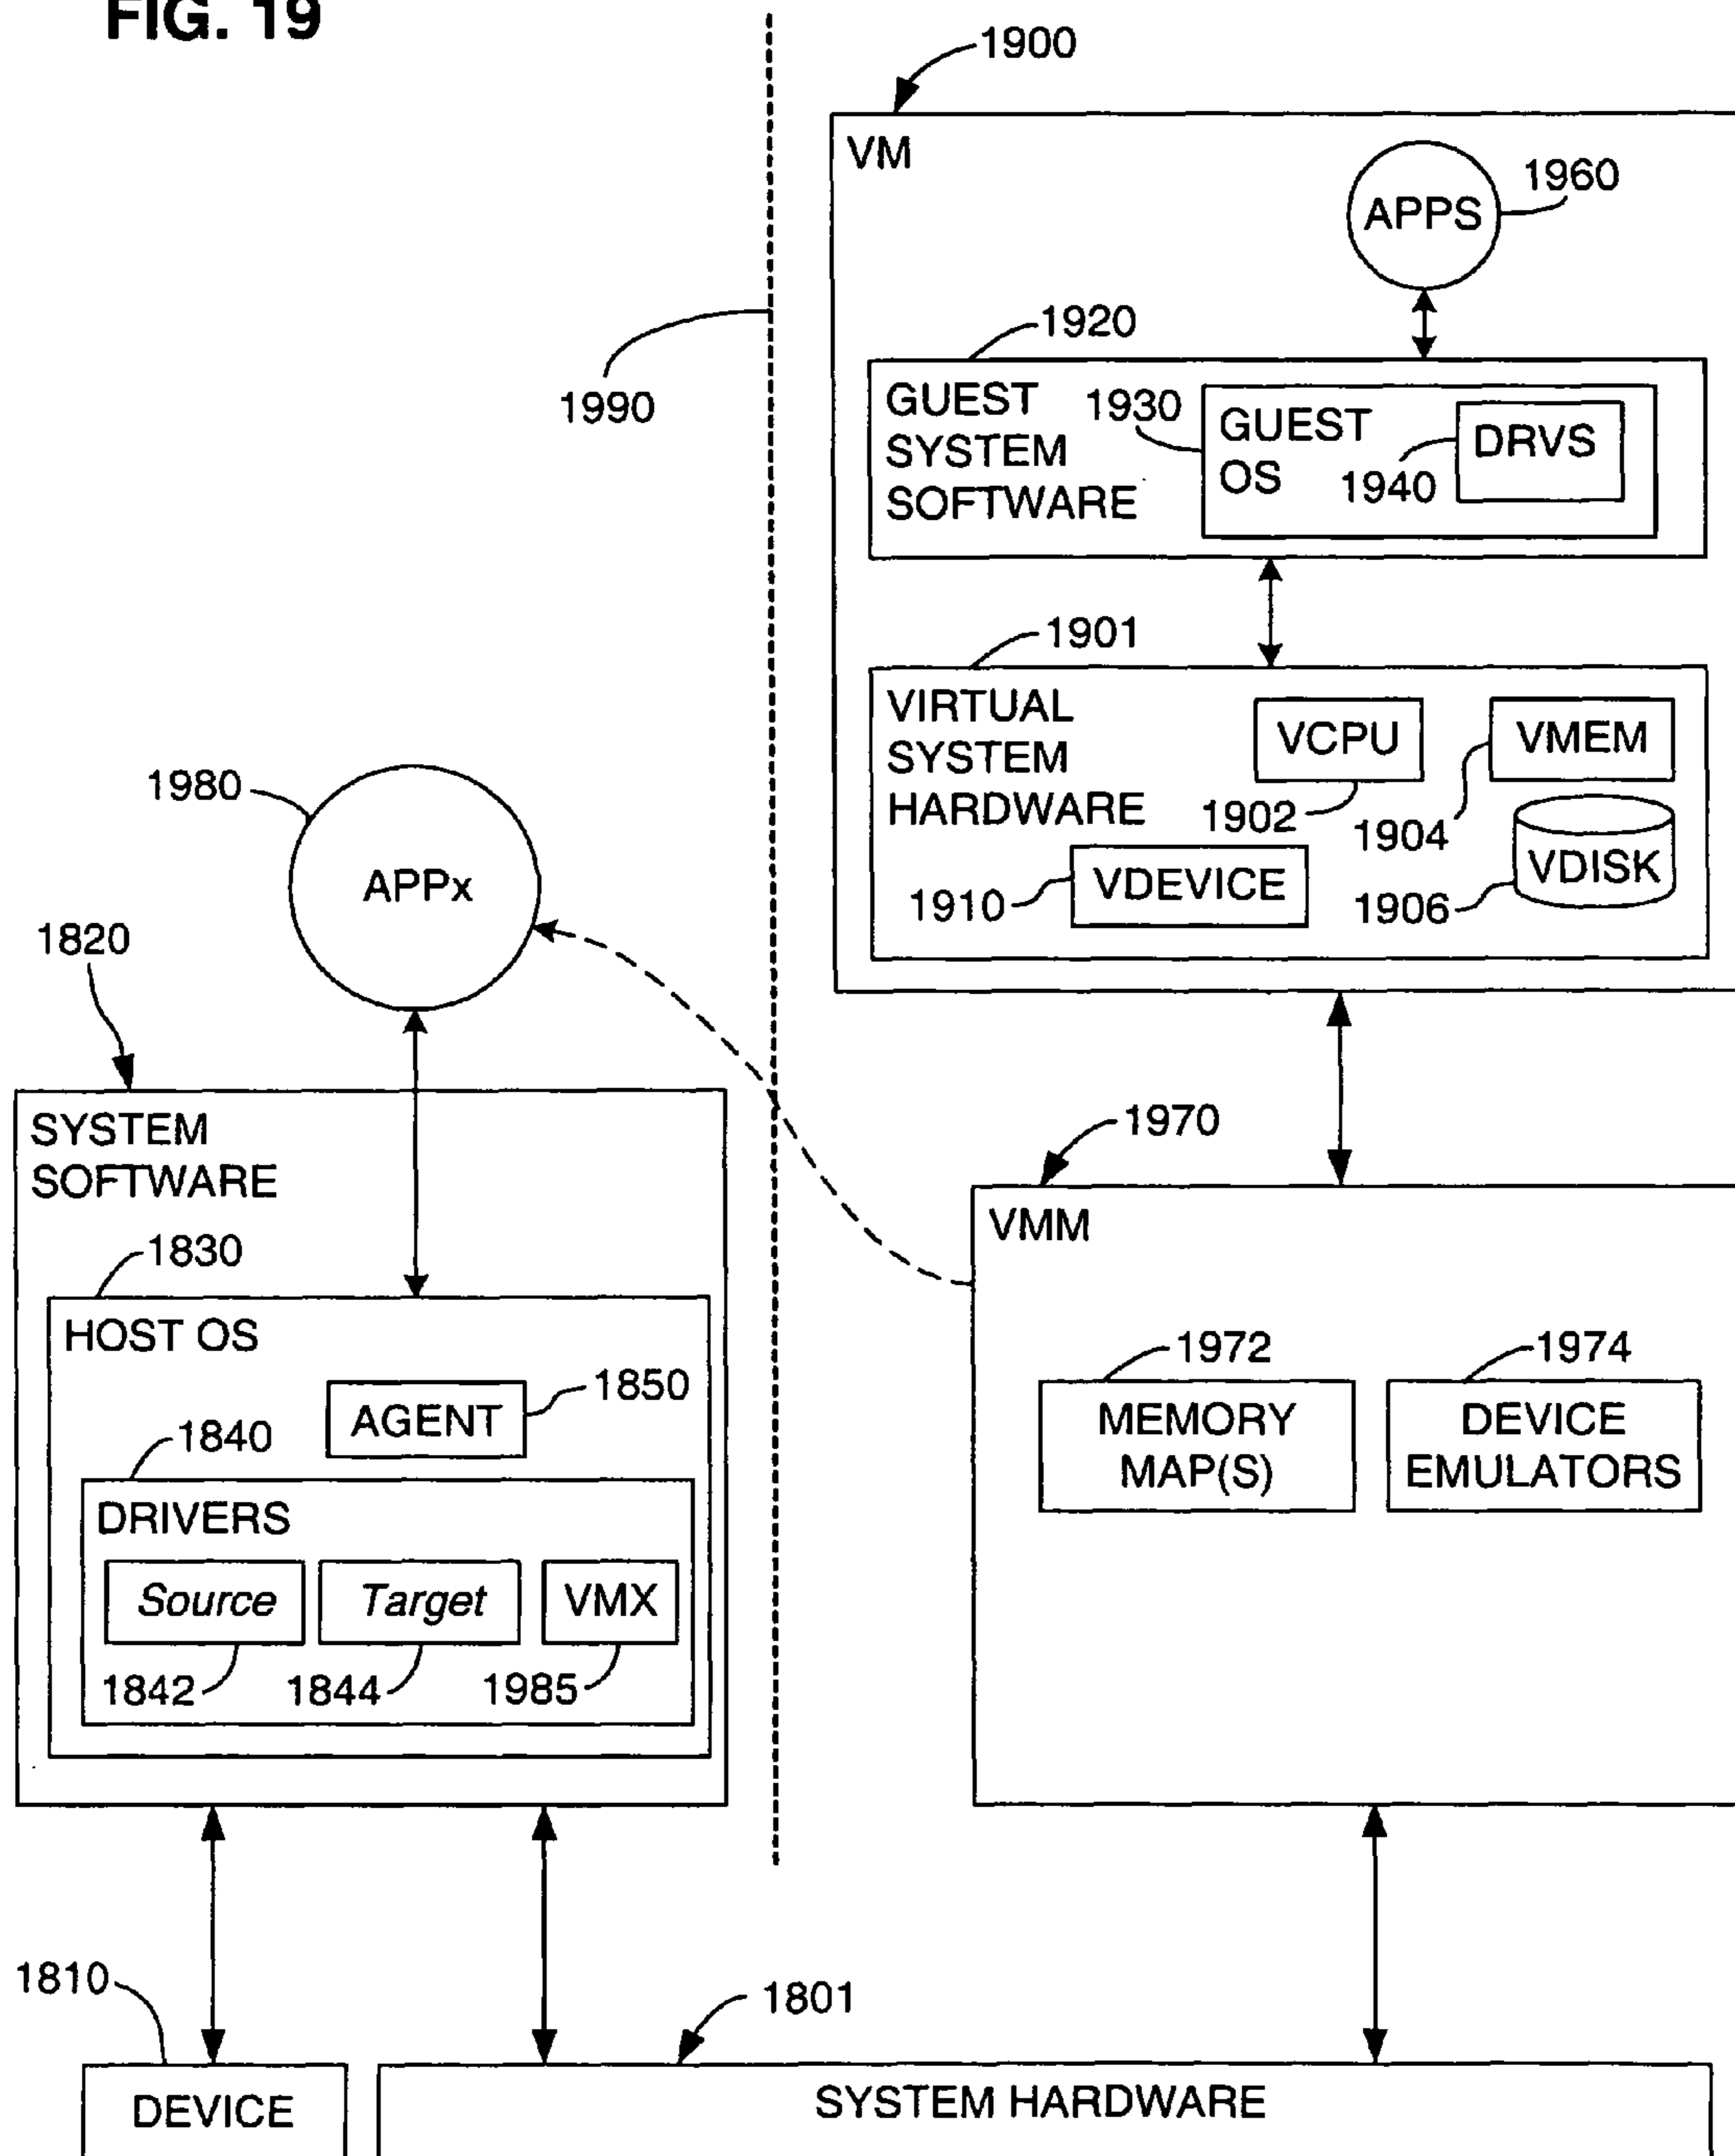 FIG. 19
1900
VM
1960
APPS
1990
1920
GUEST
SYSTEM
SOFTWARE
1930
GUEST
OS
DRVS
1940
1901
VIRTUAL
SYSTEM
HARDWARE
VCPU
1902
VMEM
1904
VDISK
1906
VDEVICE
1910
1980
APPx
1820
SYSTEM
SOFTWARE
1830
HOST OS
AGENT
1850
1840
DRIVERS
Source
Target
VMX
1842
1844
1985
1970
VMM
1972
MEMORY
MAP(S)
1974
DEVICE
EMULATORS
1810
DEVICE
1801
SYSTEM HARDWARE